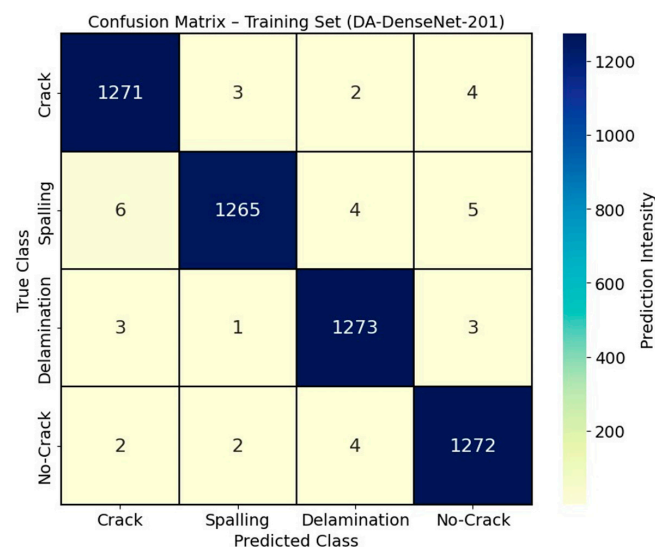 Confusion Matrix – Training Set (DA-DenseNet-201)
True Class
Crack
1271 3 2 4
Spalling
6 1265 4 5
Delamination
3 1 1273 3
No-Crack
2 2 4 1272
Crack Spalling Delamination No-Crack
Predicted Class
1200
1000
800
600
400
200
Prediction Intensity